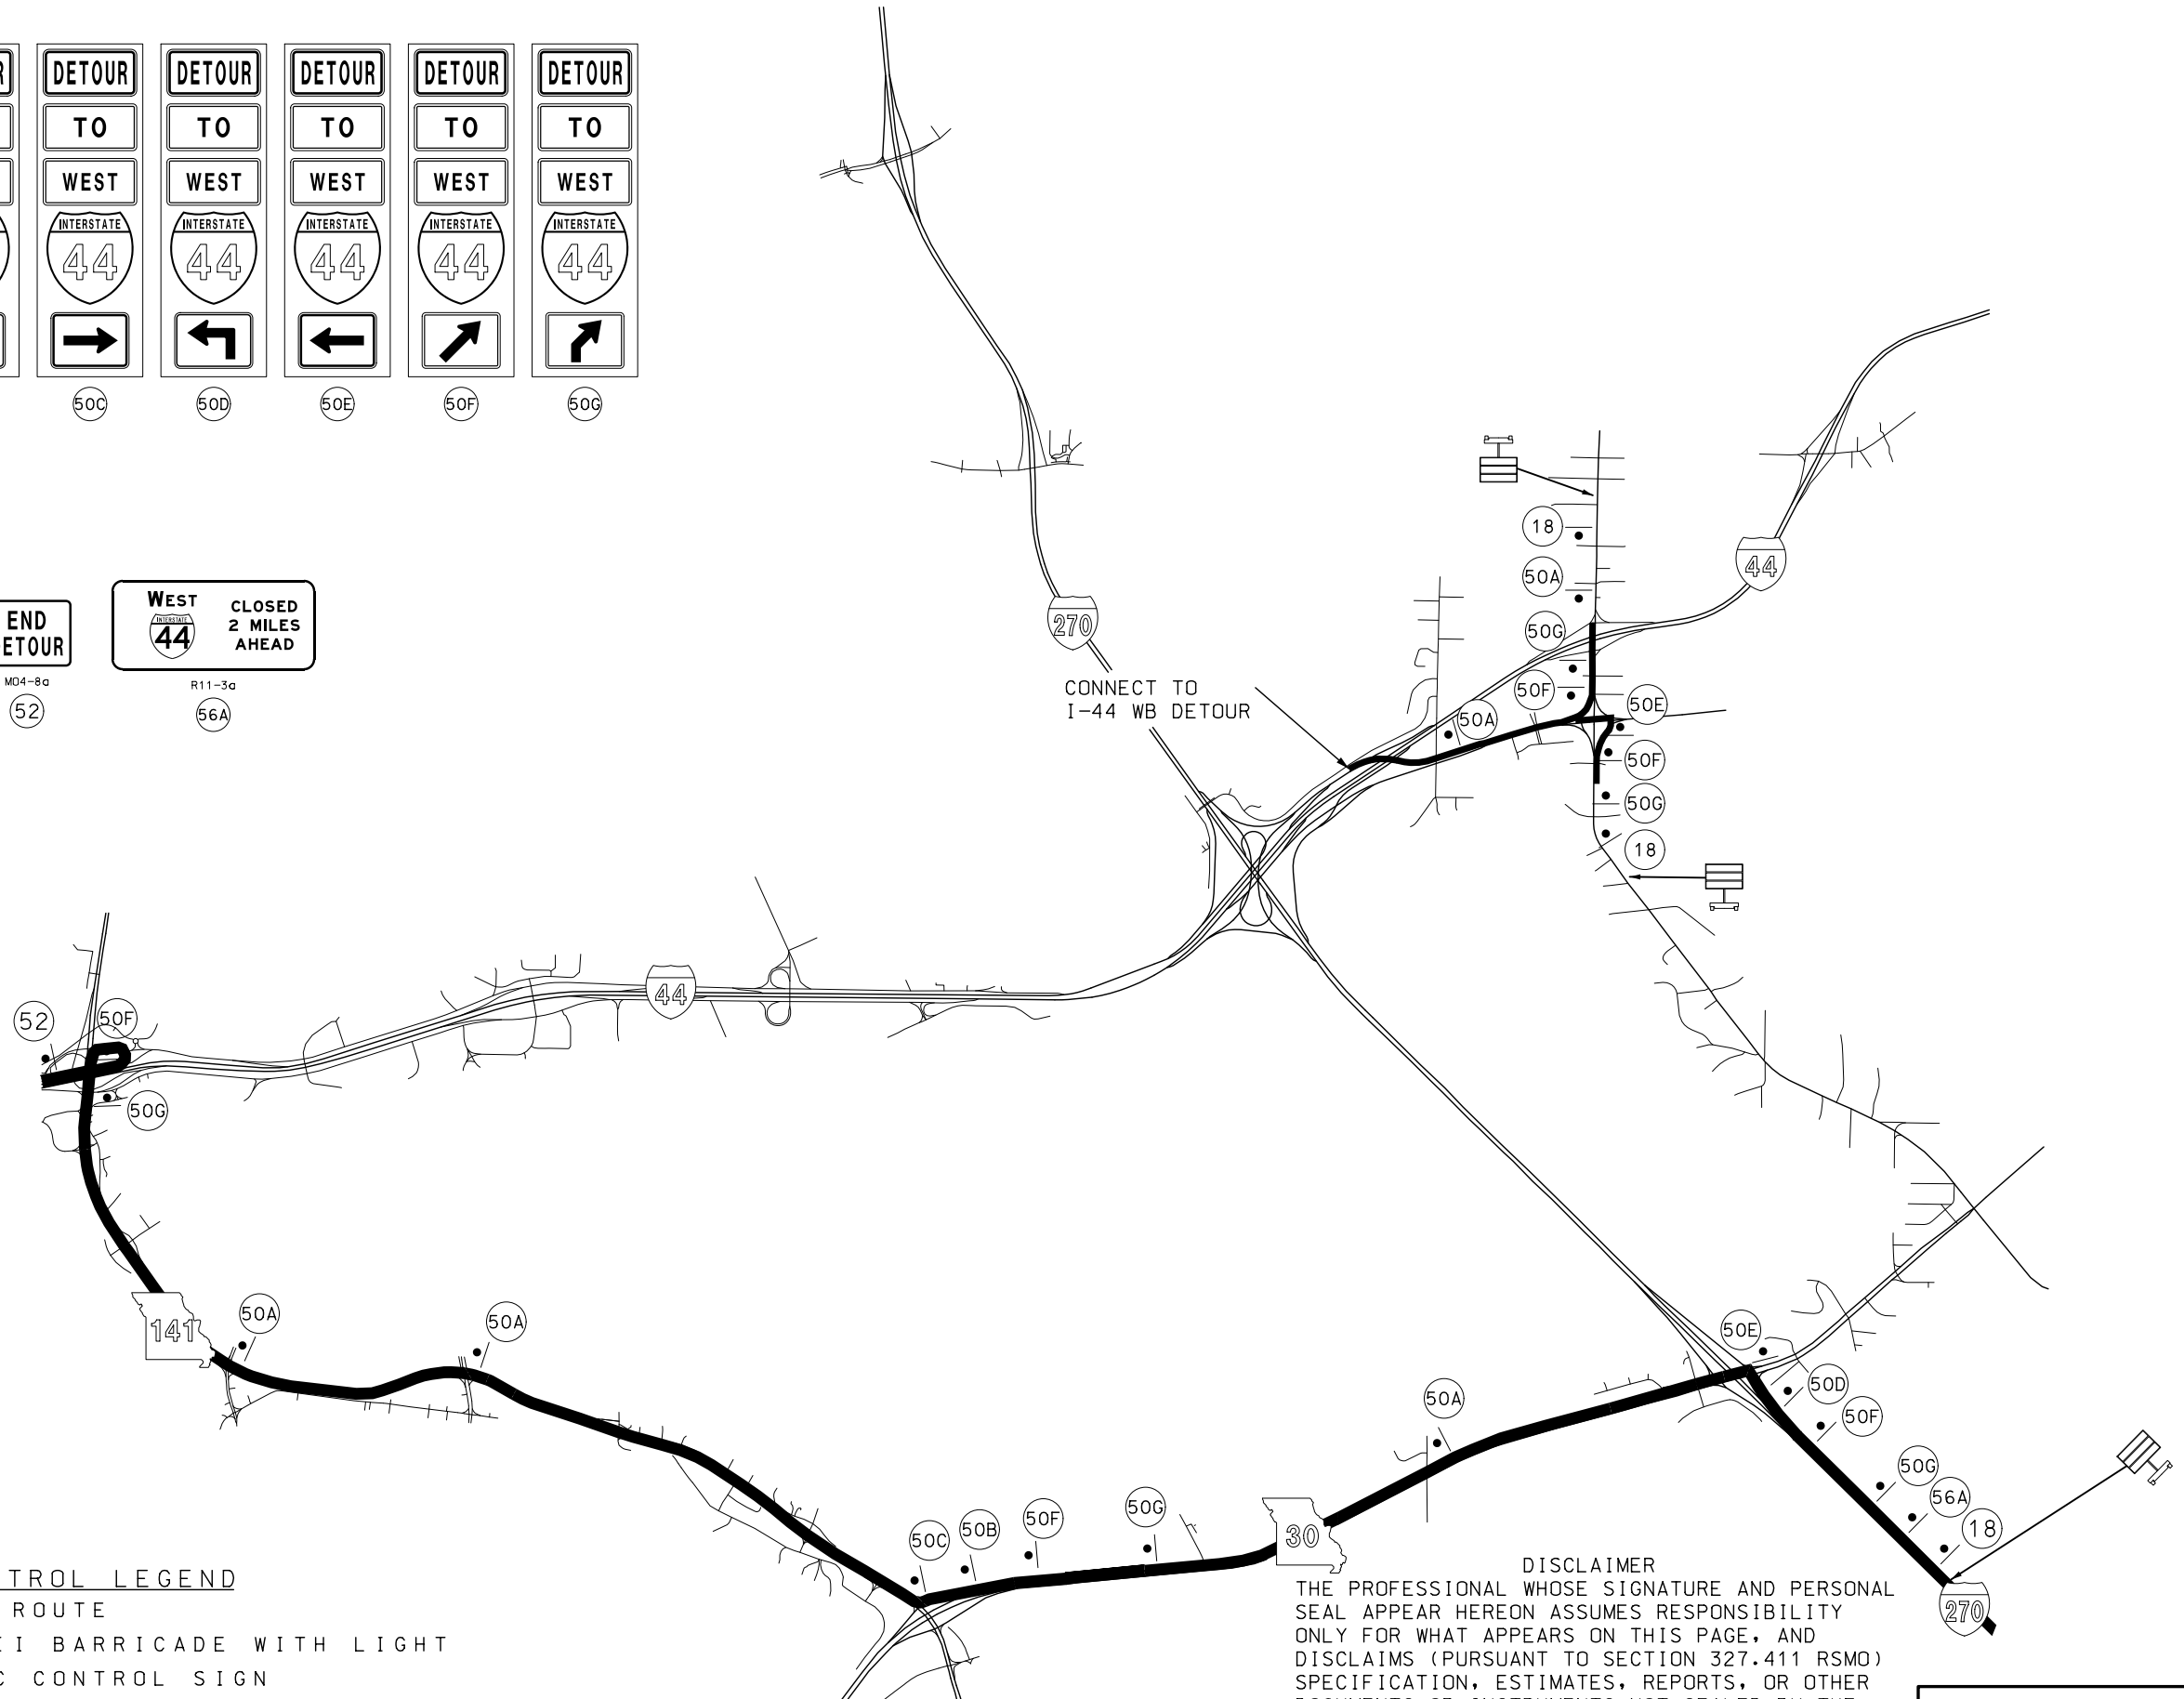 DETOUR DETOUR DETOUR DETOUR DETOUR
TO TO TO TO TO
WEST WEST WEST WEST WEST
INTERSTATE INTERSTATE INTERSTATE INTERSTATE INTERSTATE
44 44 44 44 44
50C 50D 50E 50F 50G
END
ETOUR
M04-8a
52
WEST
INTERSTATE
44
CLOSED
2 MILES
AHEAD
R11-3a
56A
18
50A
50G
50F
50E
50A
50F
50G
18
44
270
CONNECT TO
I-44 WB DETOUR
44
52
50F
50G
141
50A
50A
50C
50B
50F
50G
30
50A
50E
50D
50F
50G
56A
18
270
TROL LEGEND
ROUTE
II BARRICADE WITH LIGHT
C CONTROL SIGN
DISCLAIMER
THE PROFESSIONAL WHOSE SIGNATURE AND PERSONAL
SEAL APPEAR HEREON ASSUMES RESPONSIBILITY
ONLY FOR WHAT APPEARS ON THIS PAGE, AND
DISCLAIMS (PURSUANT TO SECTION 327.411 RSMO)
SPECIFICATION, ESTIMATES, REPORTS, OR OTHER